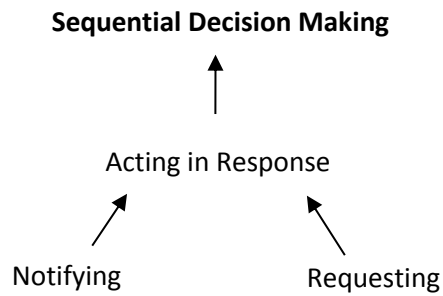 Sequential Decision Making
Acting in Response
Notifying
Requesting